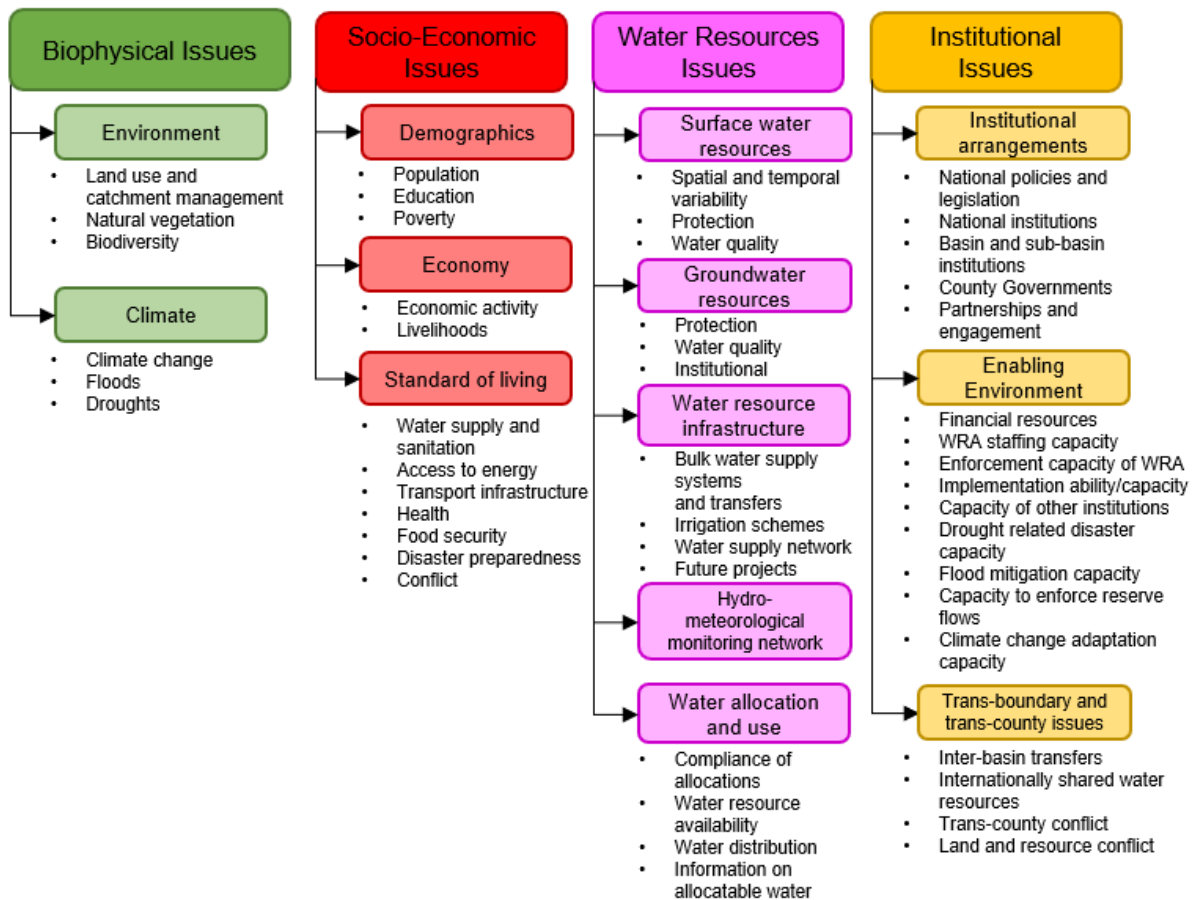 Biophysical Issues
Environment
• Land use and
catchment management
• Natural vegetation
• Biodiversity
Climate
• Climate change
• Floods
• Droughts
Socio-Economic
Issues
Demographics
• Population
• Education
• Poverty
Economy
• Economic activity
• Livelihoods
Standard of living
• Water supply and
sanitation
• Access to energy
• Transport infrastructure
• Health
• Food security
• Disaster preparedness
• Conflict
Water Resources
Issues
Surface water
resources
• Spatial and temporal
variability
• Protection
• Water quality
Groundwater
resources
• Protection
• Water quality
• Institutional
Water resource
infrastructure
• Bulk water supply
systems
and transfers
• Irrigation schemes
• Water supply network
• Future projects
Hydro-
meteorological
monitoring network
Water allocation
and use
• Compliance of
allocations
• Water resource
availability
• Water distribution
• Information on
allocatable water
Institutional
Issues
Institutional
arrangements
• National policies and
legislation
• National institutions
• Basin and sub-basin
institutions
• County Governments
• Partnerships and
engagement
Enabling
Environment
• Financial resources
• WRA staffing capacity
• Enforcement capacity of WRA
• Implementation ability/capacity
• Capacity of other institutions
• Drought related disaster
capacity
• Flood mitigation capacity
• Capacity to enforce reserve
flows
• Climate change adaptation
capacity
Trans-boundary and
trans-county issues
• Inter-basin transfers
• Internationally shared water
resources
• Trans-county conflict
• Land and resource conflict